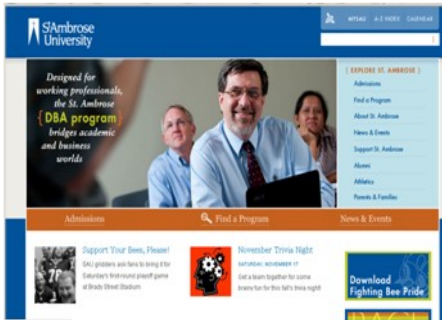 St.Ambrose
University
MYSAU A-Z INDEX CALENDAR
Designed for
working professionals,
the St. Ambrose
{ DBA program }
bridges academic
and business
worlds
{ EXPLORE ST. AMBROSE }
Admissions
Find a Program
About St. Ambrose
News & Events
Support St. Ambrose
Alumni
Athletics
Parents & Families
Admissions
Find a Program
News & Events
Support Your Bees, Please!
SAU gridders ask fans to bring it for
Saturday's first-round playoff game
at Brady Street Stadium
November Trivia Night
SATURDAY, NOVEMBER 17
Get a team together for some
brainy fun for this fall's trivia night!
Download
Fighting Bee Pride